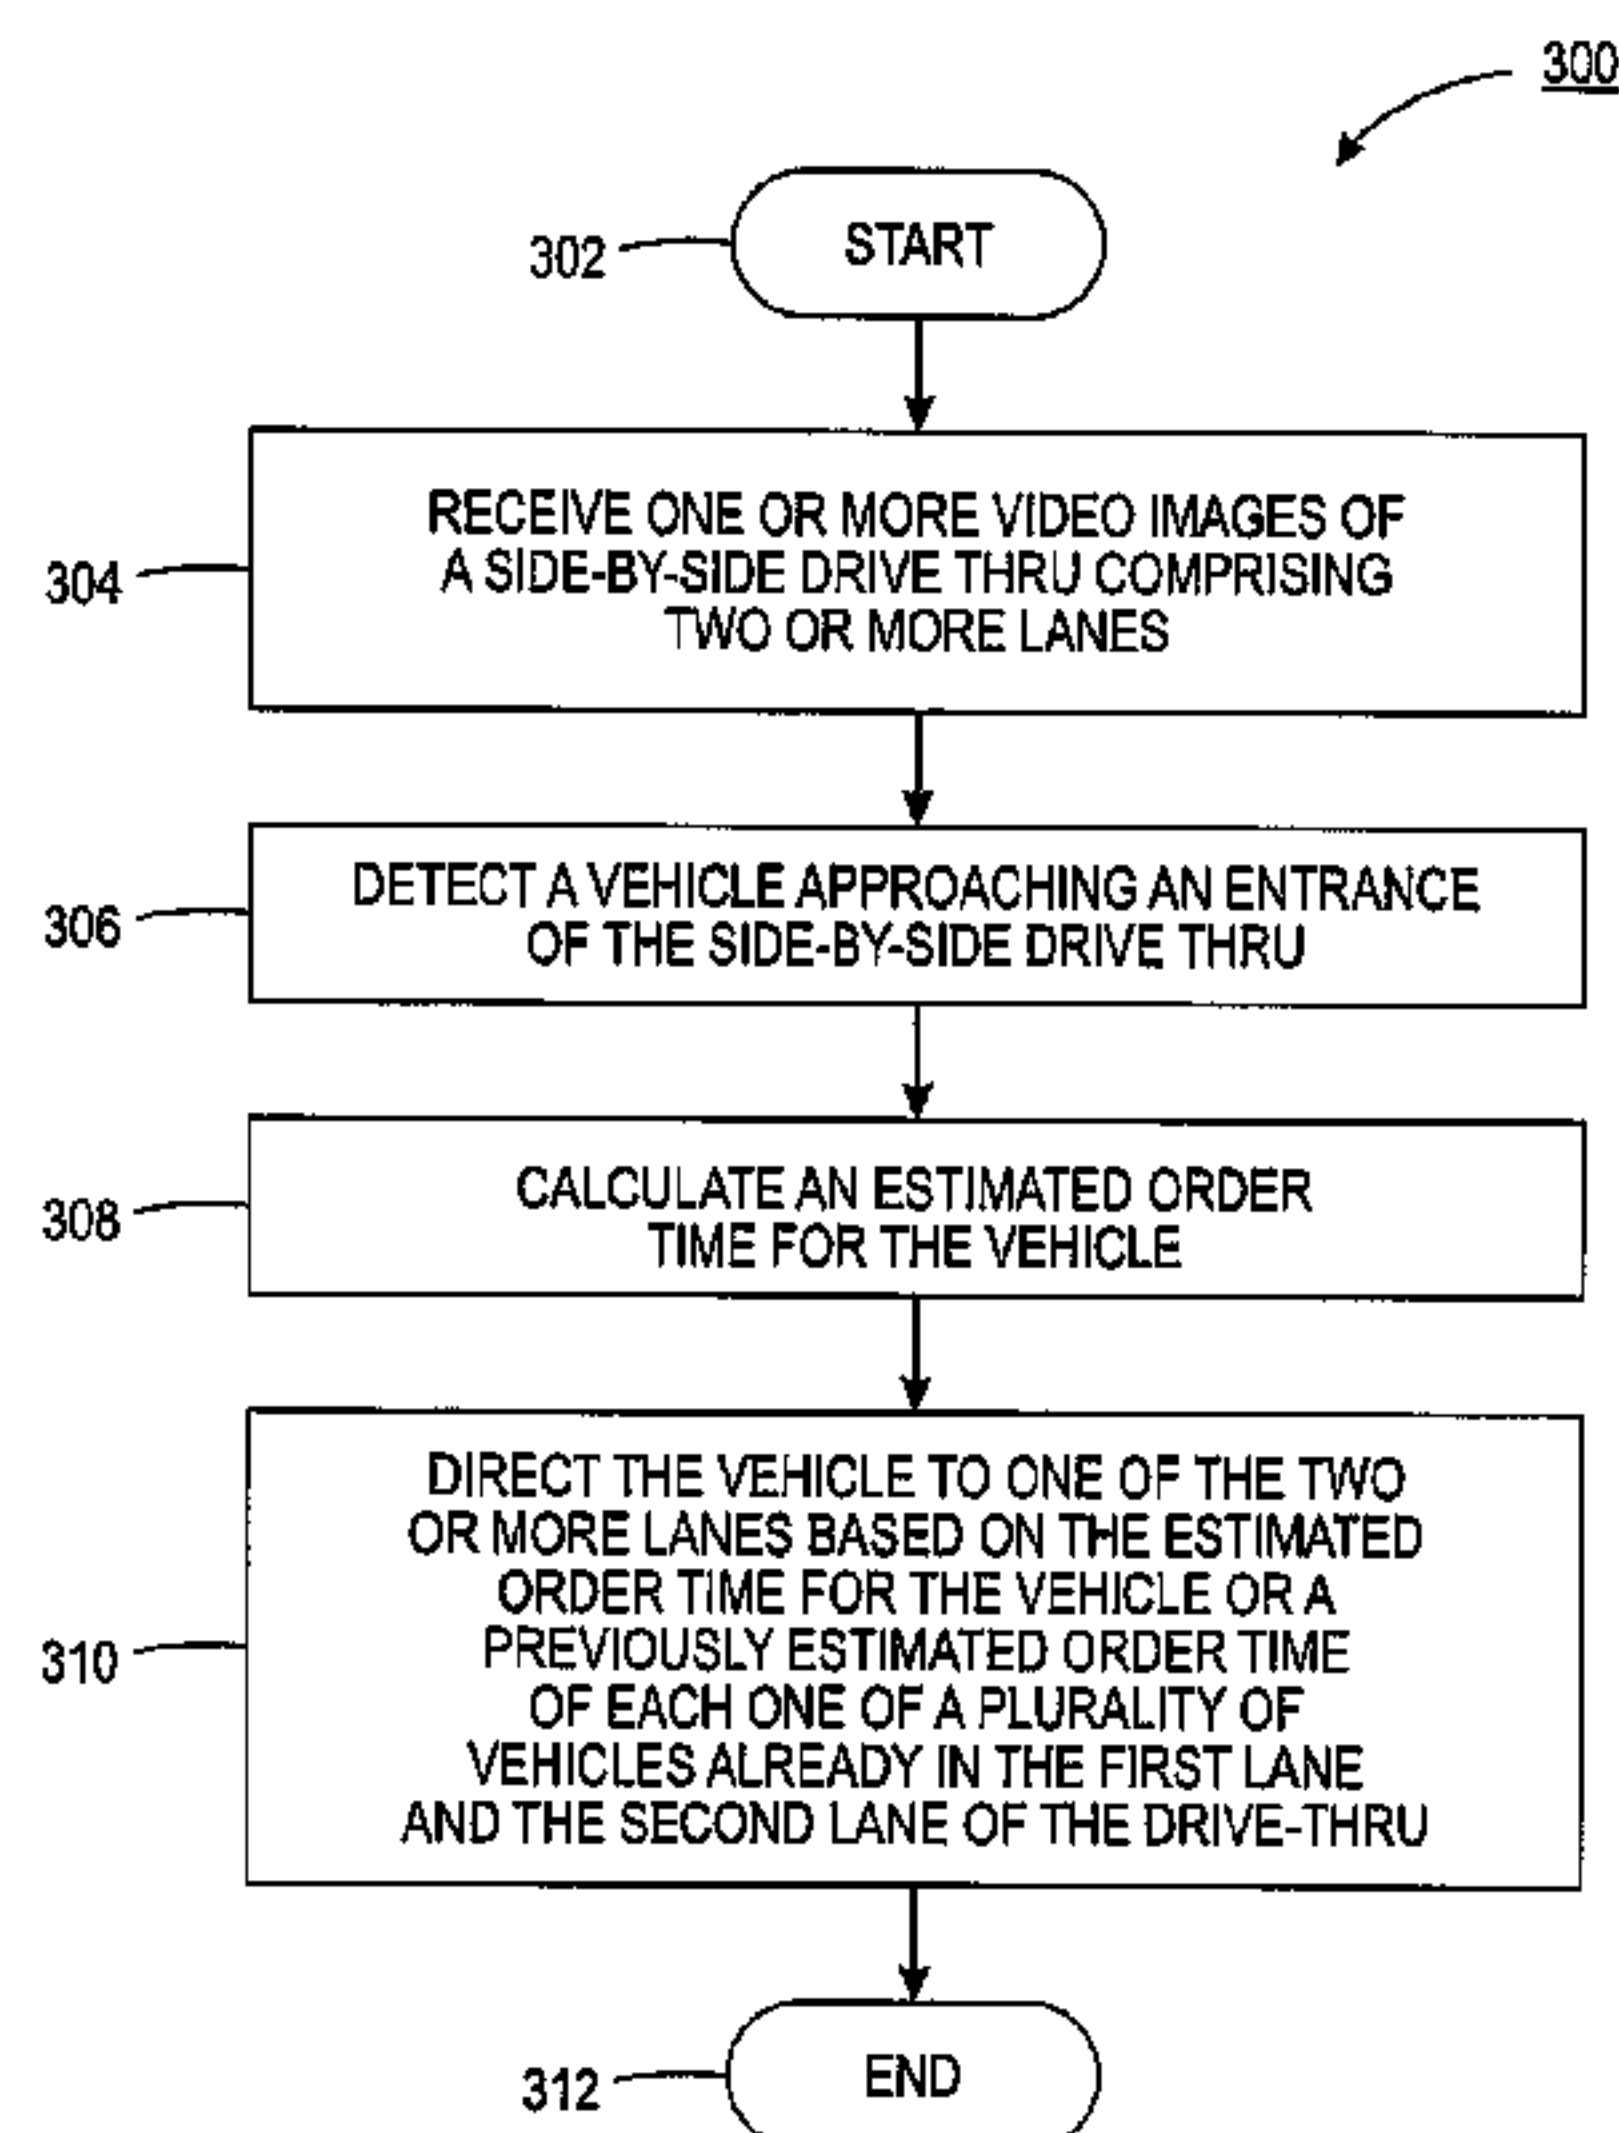 300
302
START
304
RECEIVE ONE OR MORE VIDEO IMAGES OF
A SIDE-BY-SIDE DRIVE THRU COMPRISING
TWO OR MORE LANES
306
DETECT A VEHICLE APPROACHING AN ENTRANCE
OF THE SIDE-BY-SIDE DRIVE THRU
308
CALCULATE AN ESTIMATED ORDER
TIME FOR THE VEHICLE
310
DIRECT THE VEHICLE TO ONE OF THE TWO
OR MORE LANES BASED ON THE ESTIMATED
ORDER TIME FOR THE VEHICLE OR A
PREVIOUSLY ESTIMATED ORDER TIME
OF EACH ONE OF A PLURALITY OF
VEHICLES ALREADY IN THE FIRST LANE
AND THE SECOND LANE OF THE DRIVE-THRU
312
END